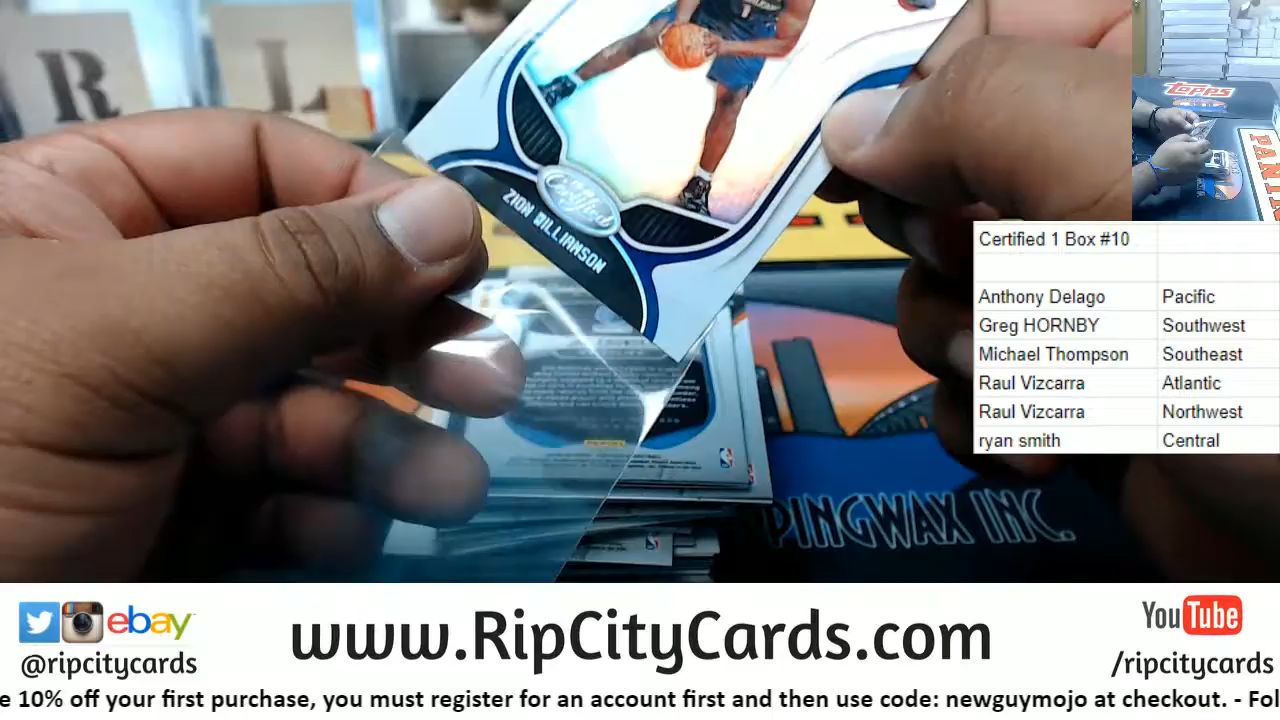 R L
Certified
ZION WILLIAMSON
TOPPS
PANINI
Certified 1 Box #10
Anthony Delago Pacific
Greg HORNBY Southwest
Michael Thompson Southeast
Raul Vizcarra Atlantic
Raul Vizcarra Northwest
ryan smith Central
PINGWAX INC.
ebay
@ripcitycards
www.RipCityCards.com
YouTube
/ripcitycards
e 10% off your first purchase, you must register for an account first and then use code: newguymojo at checkout. - Fol